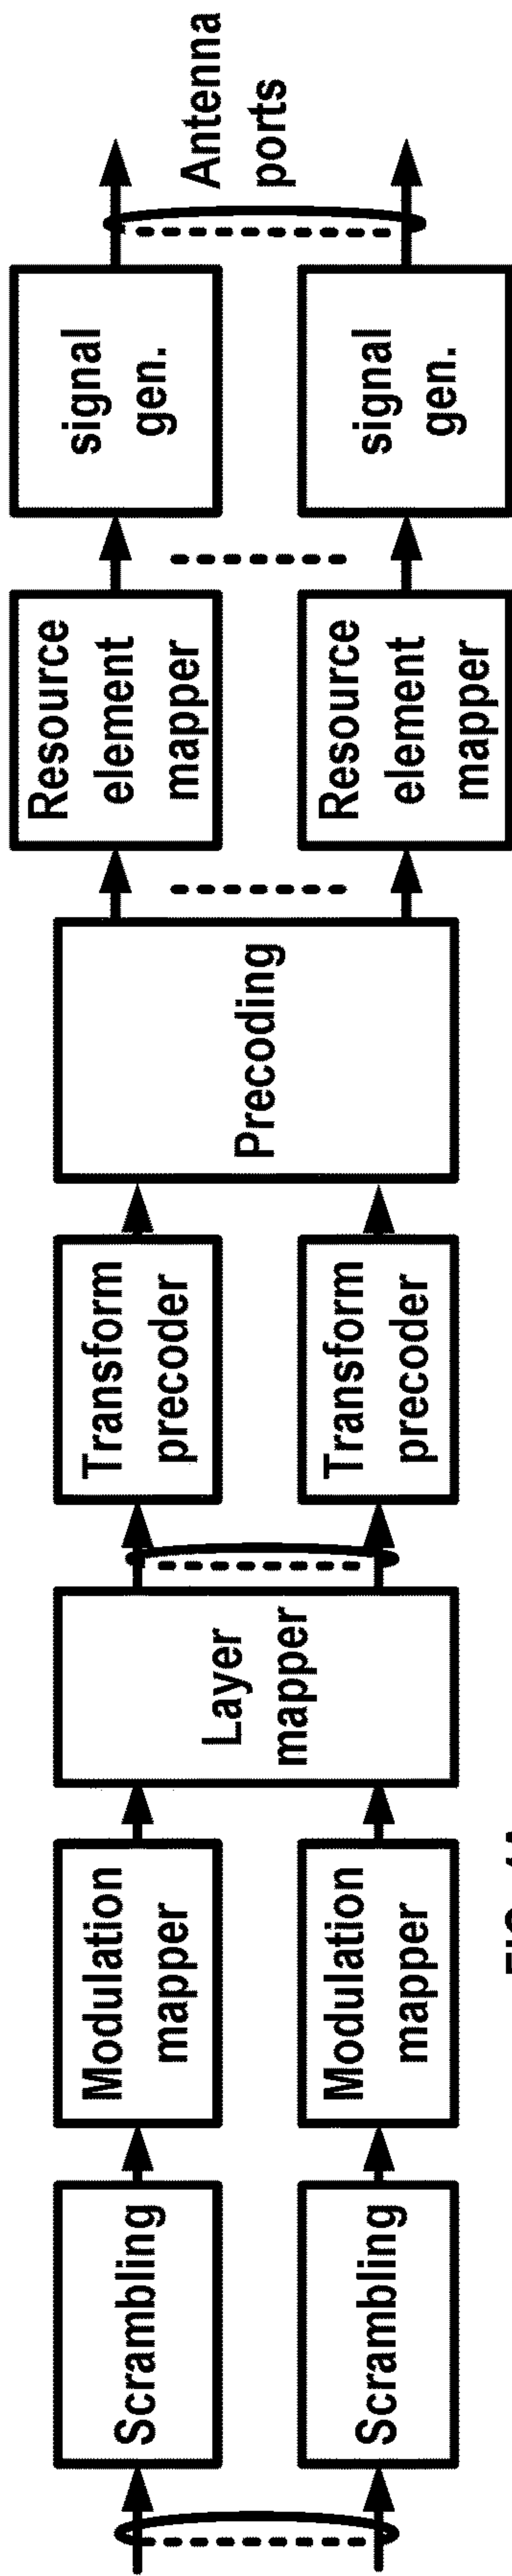 Scrambling
Scrambling
Modulation
mapper
Modulation
mapper
Layer
mapper
Transform
precoder
Transform
precoder
Precoding
Resource
element
mapper
Resource
element
mapper
signal
gen.
signal
gen.
Antenna
ports